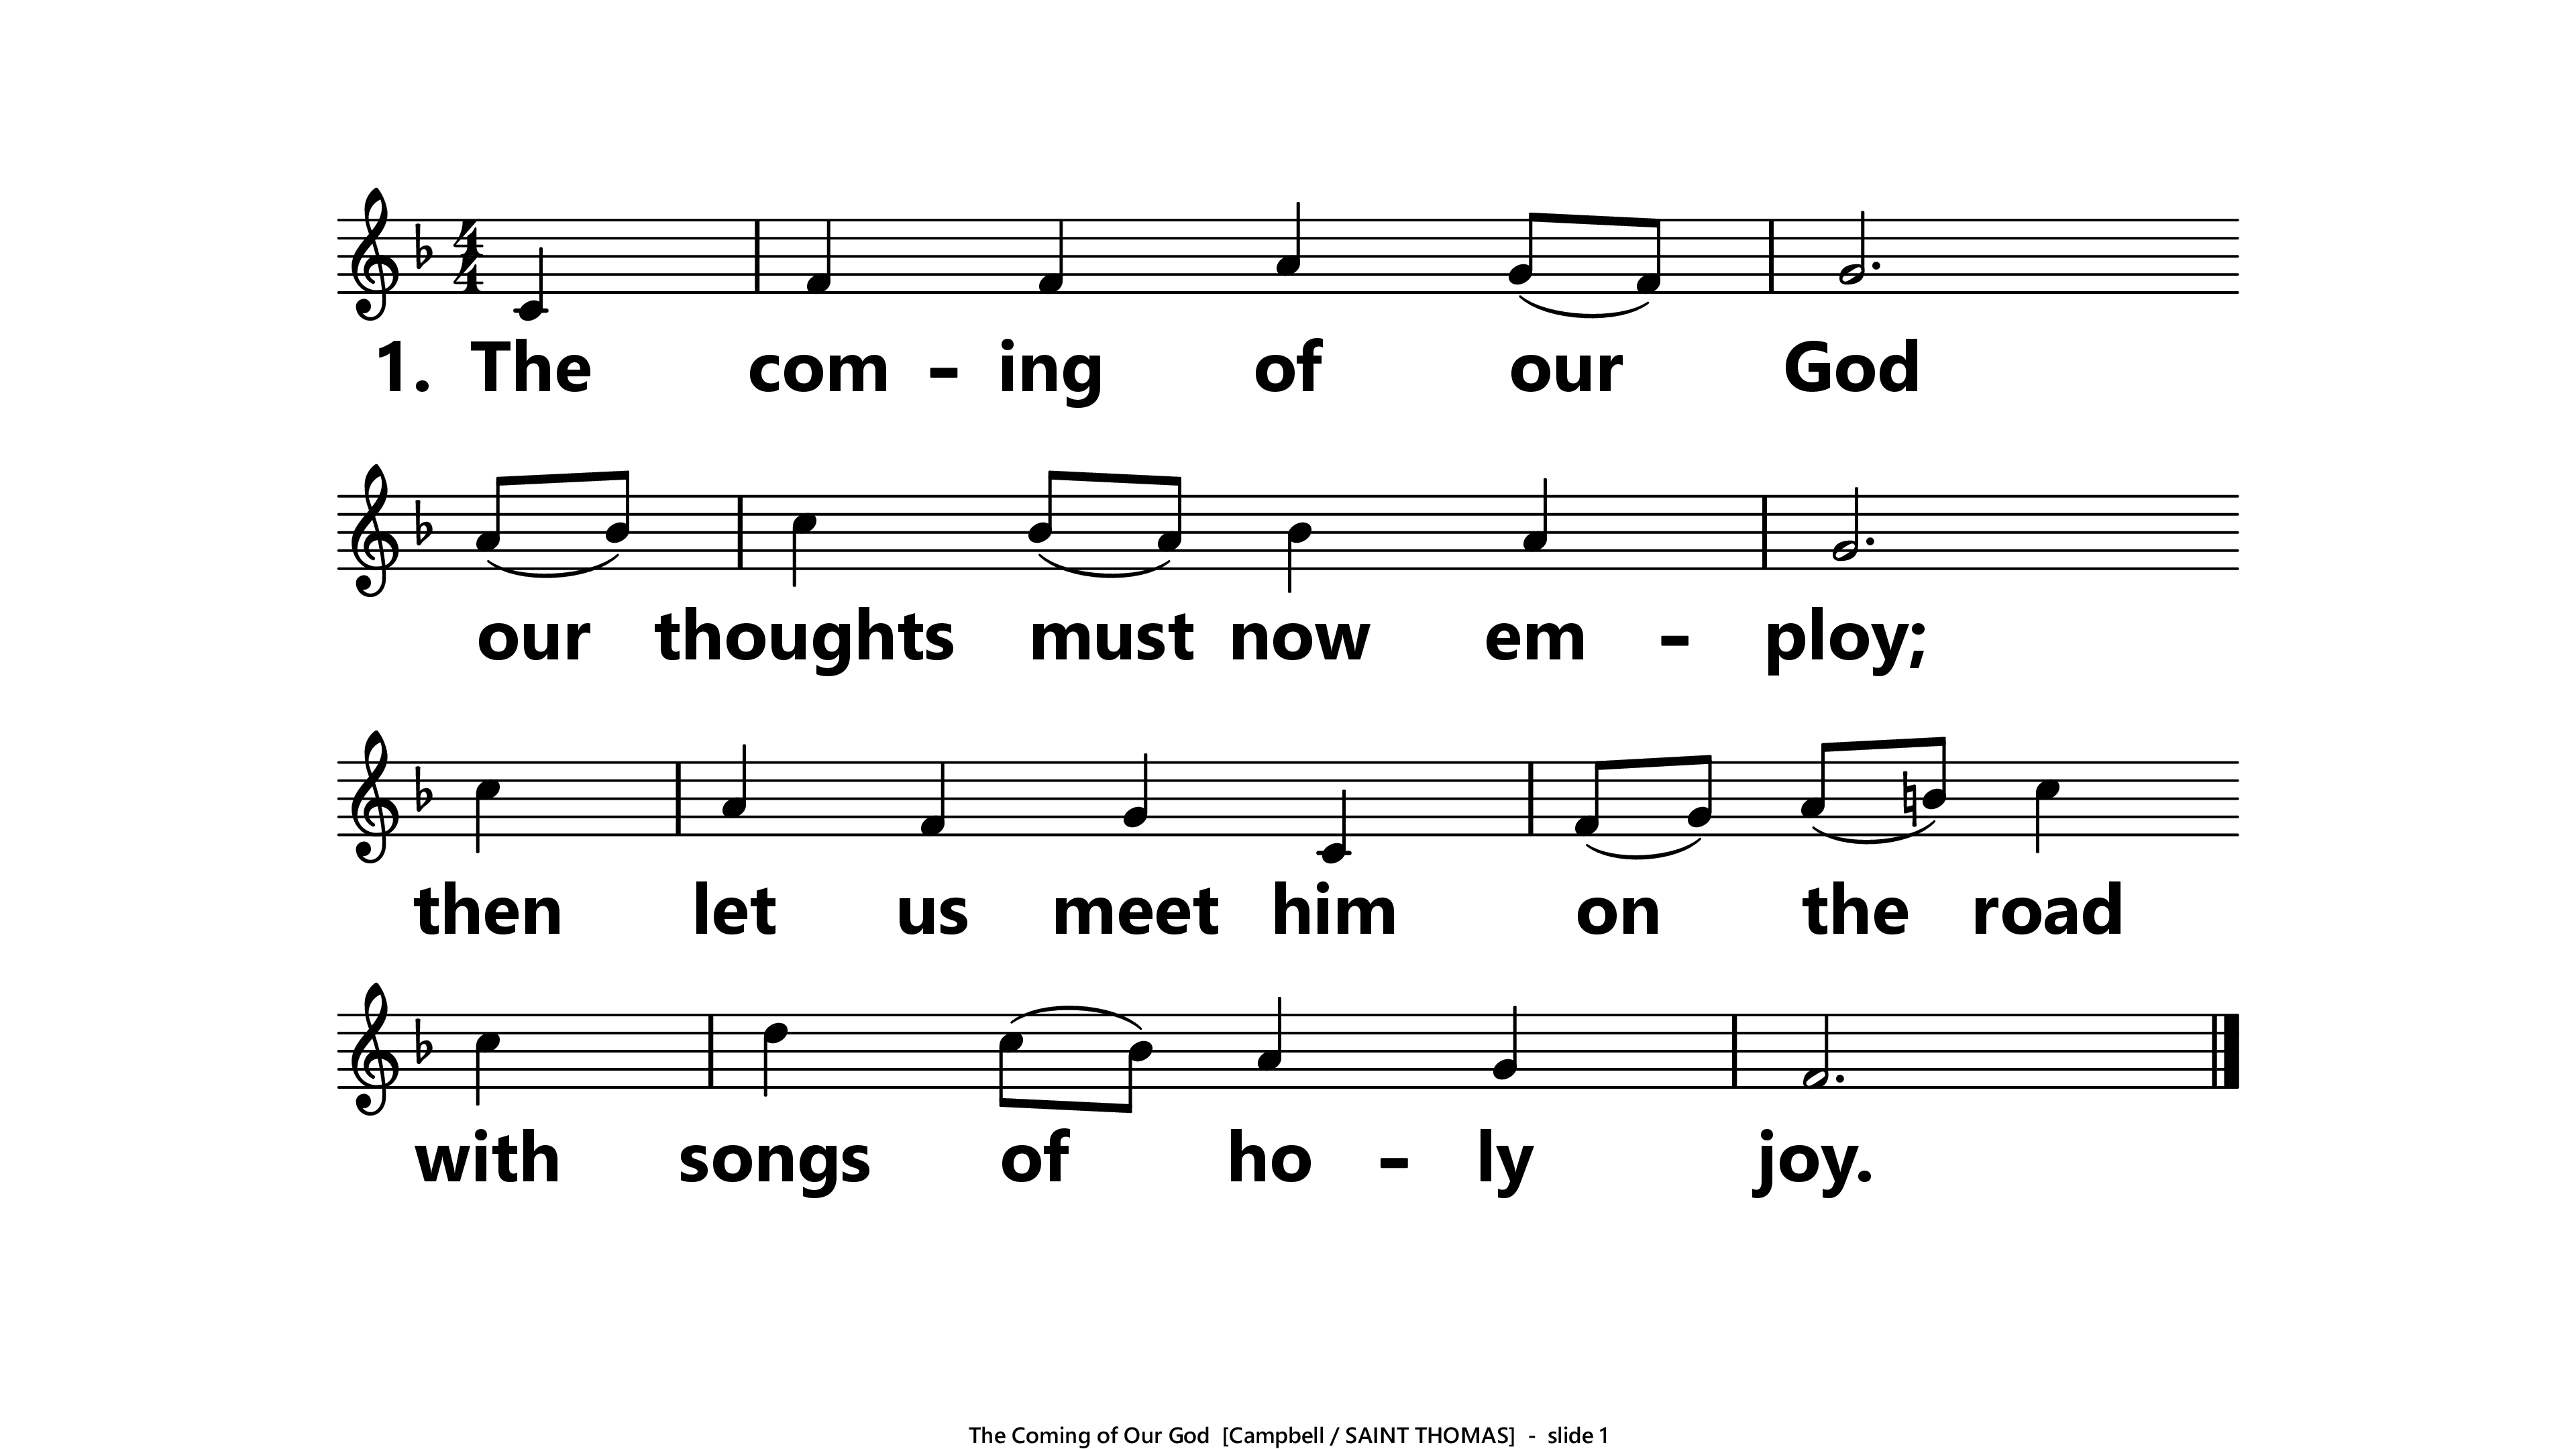 1. The com - ing of our God
our thoughts must now em - ploy;
then let us meet him on the road
with songs of ho - ly joy.
The Coming of Our God [Campbell / SAINT THOMAS] - slide 1